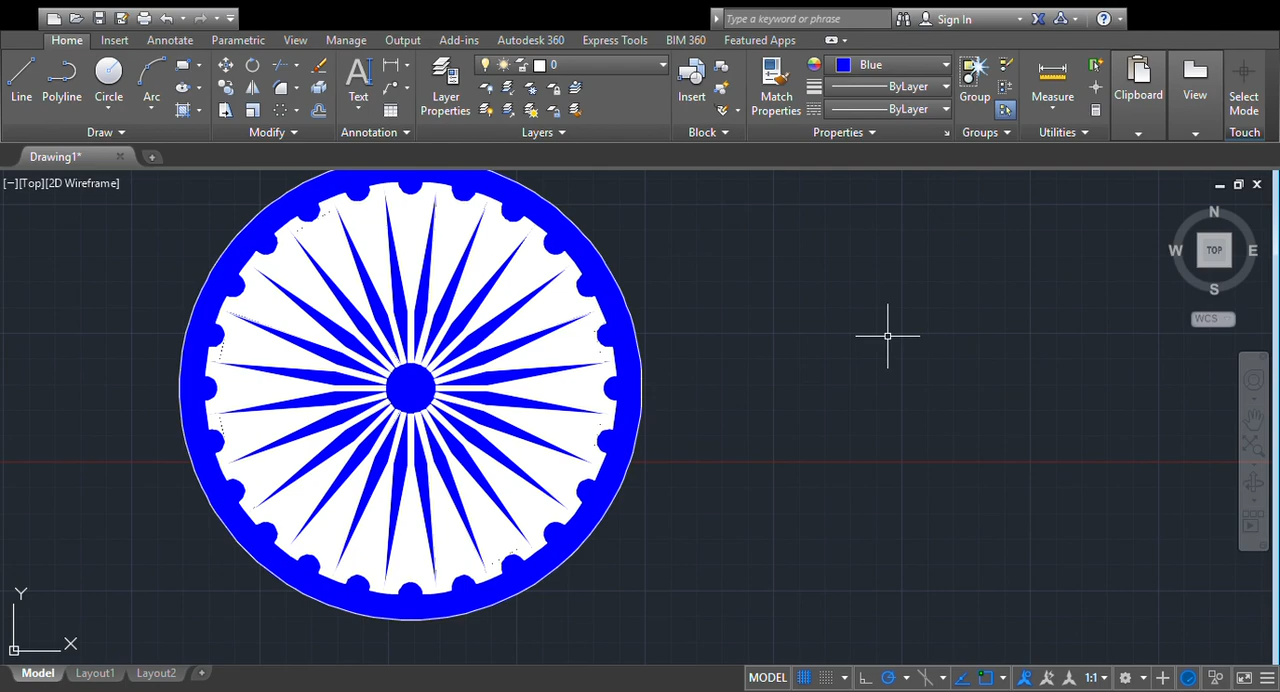 Type a keyword or phrase
Sign In
Home Insert Annotate Parametric View Manage Output Add-ins Autodesk 360 Express Tools BIM 360 Featured Apps
Line Polyline Circle Arc
Draw
Modify
Text
Annotation
Layer Properties
0
Layers
Insert
Block
Match Properties
Blue
ByLayer
ByLayer
Properties
Group
Groups
Measure
Utilities
Clipboard
View
Select Mode
Touch
Drawing1*
[−][Top][2D Wireframe]
N
W TOP E
S
WCS
Y
X
Model Layout1 Layout2
MODEL 1:1